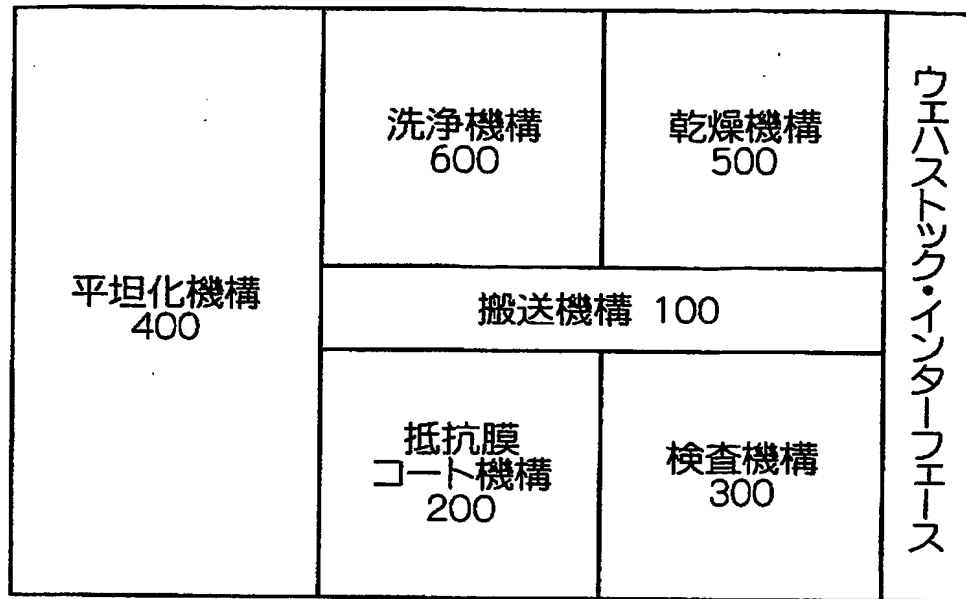 平坦化機構
400
洗浄機構
600
乾燥機構
500
搬送機構 100
抵抗膜
コート機構
200
検査機構
300
ウエハストック・インターフェース